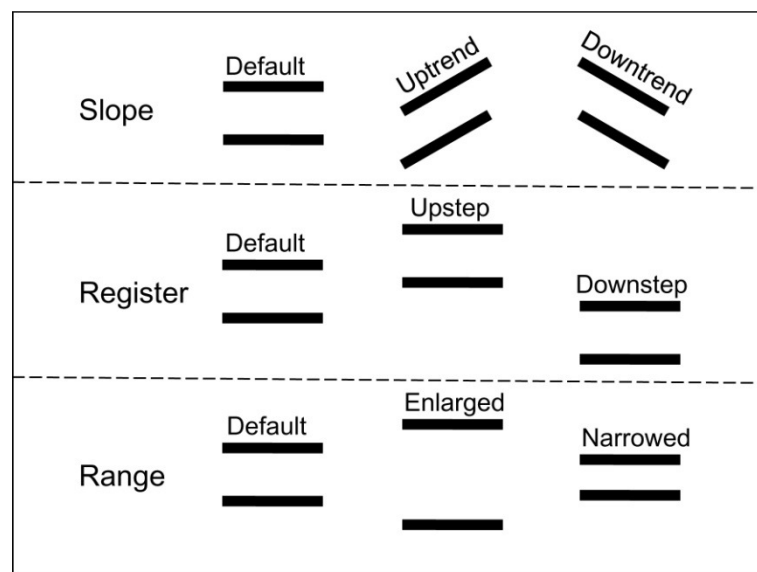 Slope
Default
Uptrend
Downtrend
Register
Default
Upstep
Downstep
Range
Default
Enlarged
Narrowed